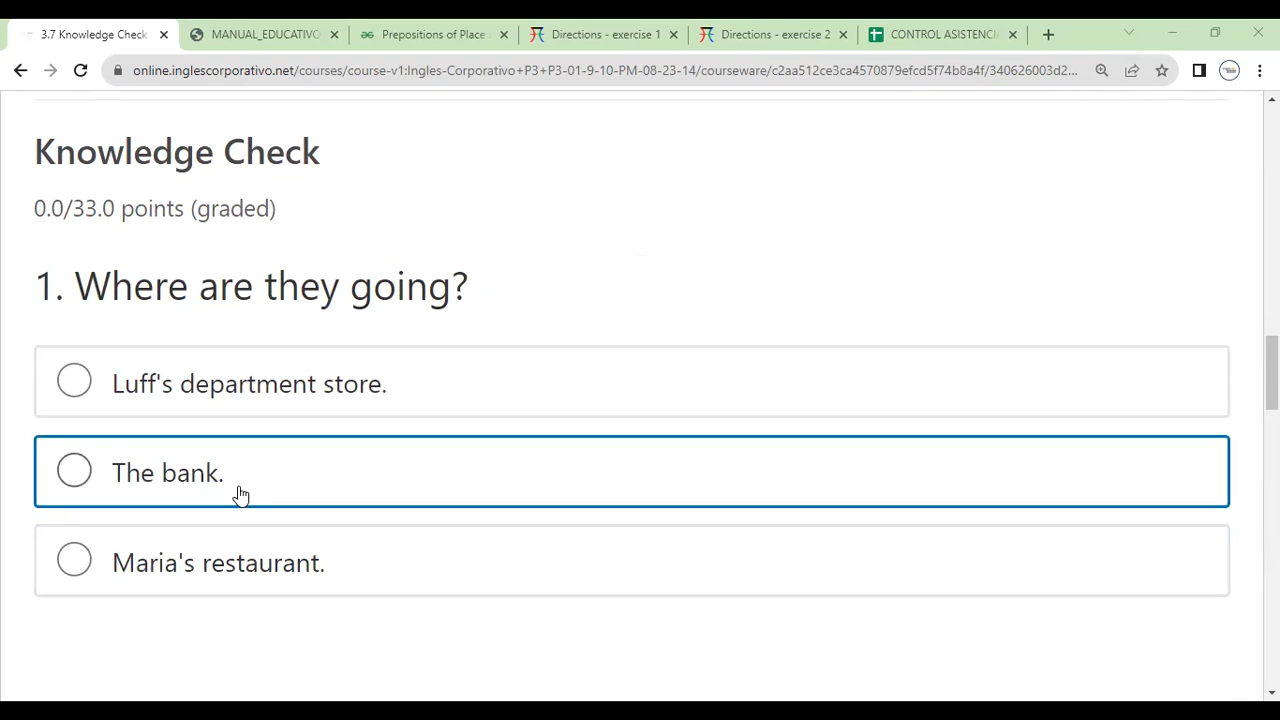 3.7 Knowledge Check
MANUAL_EDUCATIVO
Prepositions of Place
Directions - exercise 1
Directions - exercise 2
CONTROL ASISTENCI
online.inglescorporativo.net/courses/course-v1:Ingles-Corporativo+P3+P3-01-9-10-PM-08-23-14/courseware/c2aa512ce3ca4570879efcd5f74b8a4f/340626003d2...
Knowledge Check
0.0/33.0 points (graded)
1. Where are they going?
Luff's department store.
The bank.
Maria's restaurant.